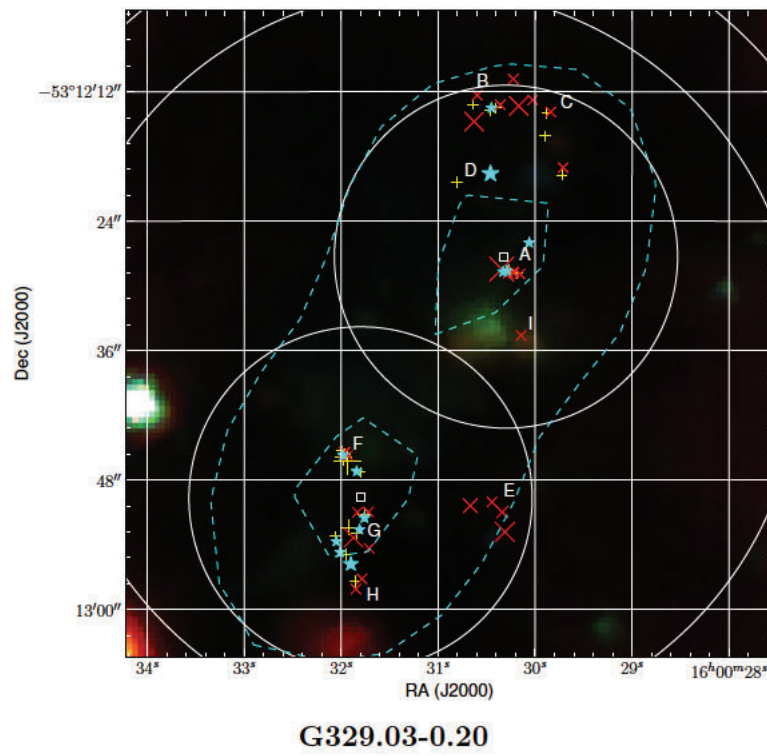 B
−53°12′12″
C
D
24″
A
I
36″
Dec (J2000)
F
48″
E
G
H
13′00″
34ˢ 33ˢ 32ˢ 31ˢ 30ˢ 29ˢ 16ʰ00ᵐ28ˢ
RA (J2000)
G329.03-0.20